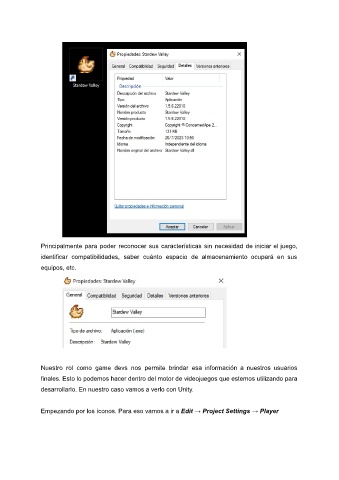 Propiedades: Stardew Valley
General Compatibilidad Seguridad Detalles Versiones anteriores
Propiedad Valor
Descripción
Descripción del archivo Stardew Valley
Tipo Aplicación
Versión del archivo 1.5.6.22018
Nombre producto Stardew Valley
Versión producto 1.5.6.22018
Copyright Copyright © ConcernedApe 2...
Tamaño
Fecha de modificación
Idioma Independiente del idioma
Nombre original del archivo Stardew Valley.dll
Stardew Valley
Quitar propiedades e información personal
Aceptar Cancelar Aplicar
Principalmente para poder reconocer sus características sin necesidad de iniciar el juego,
identificar compatibilidades, saber cuánto espacio de almacenamiento ocupará en sus
equipos, etc.
Propiedades: Stardew Valley
General Compatibilidad Seguridad Detalles Versiones anteriores
Stardew Valley
Tipo de archivo: Aplicación (.exe)
Descripción: Stardew Valley
Nuestro rol como game devs nos permite brindar esa información a nuestros usuarios
finales. Esto lo podemos hacer dentro del motor de videojuegos que estemos utilizando para
desarrollarlo. En nuestro caso vamos a verlo con Unity.
Empezando por los íconos. Para eso vamos a ir a Edit → Project Settings → Player